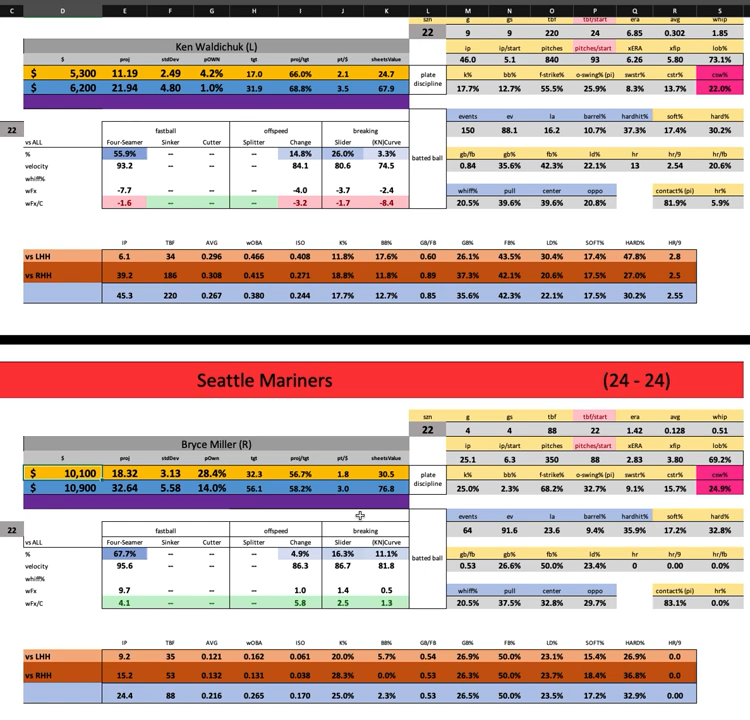 C D E F G H I J K L M N O P Q R S
szn g gs tbf tbf/start era avg whip
22 9 9 220 24 6.85 0.302 1.85
Ken Waldichuk (L) ip ip/start pitches pitches/start xERA xfip lob%
$ proj stdDev pOWN tgt proj/tgt pt/$ sheetsValue 46.0 5.1 840 93 6.26 5.80 73.1%
$ 5,300 11.19 2.49 4.2% 17.0 66.0% 2.1 24.7 plate discipline k% bb% f-strike% o-swing% (pi) swstr% cstr% csw%
$ 6,200 21.94 4.80 1.0% 31.9 68.8% 3.5 67.9 17.7% 12.7% 55.5% 25.9% 8.3% 13.7% 22.0%
events ev la barrel% hardhit% soft% hard%
22 fastball offspeed breaking 150 88.1 16.2 10.7% 37.3% 17.4% 30.2%
vs ALL Four-Seamer Sinker Cutter Splitter Change Slider (KN)Curve
% 55.9% -- -- -- 14.8% 26.0% 3.3% batted ball gb/fb gb% fb% ld% hr hr/9 hr/fb
velocity 93.2 -- -- -- 84.1 80.6 74.5 0.84 35.6% 42.3% 22.1% 13 2.54 20.6%
whiff%
wFx -7.7 -- -- -- -4.0 -3.7 -2.4 whiff% pull center oppo contact% (pi) hr%
wFx/C -1.6 -- -- -- -3.2 -1.7 -8.4 20.5% 39.6% 39.6% 20.8% 81.9% 5.9%
IP TBF AVG wOBA ISO K% BB% GB/FB GB% FB% LD% SOFT% HARD% HR/9
vs LHH 6.1 34 0.296 0.466 0.408 11.8% 17.6% 0.60 26.1% 43.5% 30.4% 17.4% 47.8% 2.8
vs RHH 39.2 186 0.308 0.415 0.271 18.8% 11.8% 0.89 37.3% 42.1% 20.6% 17.5% 27.0% 2.5
45.3 220 0.267 0.380 0.244 17.7% 12.7% 0.85 35.6% 42.3% 22.1% 17.5% 30.2% 2.55
Seattle Mariners (24 - 24)
szn g gs tbf tbf/start era avg whip
22 4 4 88 22 1.42 0.128 0.51
Bryce Miller (R) ip ip/start pitches pitches/start xERA xfip lob%
$ proj stdDev pOwn tgt proj/tgt pt/$ sheetsValue 25.1 6.3 350 88 2.83 3.80 69.2%
$ 10,100 18.32 3.13 28.4% 32.3 56.7% 1.8 30.5 plate discipline k% bb% f-strike% o-swing% (pi) swstr% cstr% csw%
$ 10,900 32.64 5.58 14.0% 56.1 58.2% 3.0 76.8 25.0% 2.3% 68.2% 32.7% 9.1% 15.7% 24.9%
events ev la barrel% hardhit% soft% hard%
22 fastball offspeed breaking 64 91.6 23.6 9.4% 35.9% 17.2% 32.8%
vs ALL Four-Seamer Sinker Cutter Splitter Change Slider (KN)Curve
% 67.7% -- -- -- 4.9% 16.3% 11.1% batted ball gb/fb gb% fb% ld% hr hr/9 hr/fb
velocity 95.6 -- -- -- 86.3 86.7 81.8 0.53 26.6% 50.0% 23.4% 0 0.00 0.0%
whiff%
wFx 9.7 -- -- -- 1.0 1.4 0.5 whiff% pull center oppo contact% (pi) hr%
wFx/C 4.1 -- -- -- 5.8 2.5 1.3 20.5% 37.5% 32.8% 29.7% 83.1% 0.0%
IP TBF AVG wOBA ISO K% BB% GB/FB GB% FB% LD% SOFT% HARD% HR/9
vs LHH 9.2 35 0.121 0.162 0.061 20.0% 5.7% 0.54 26.9% 50.0% 23.1% 15.4% 26.9% 0.0
vs RHH 15.2 53 0.132 0.131 0.038 28.3% 0.0% 0.53 26.3% 50.0% 23.7% 18.4% 36.8% 0.0
24.4 88 0.216 0.265 0.170 25.0% 2.3% 0.53 26.5% 50.0% 23.5% 17.2% 32.9% 0.00